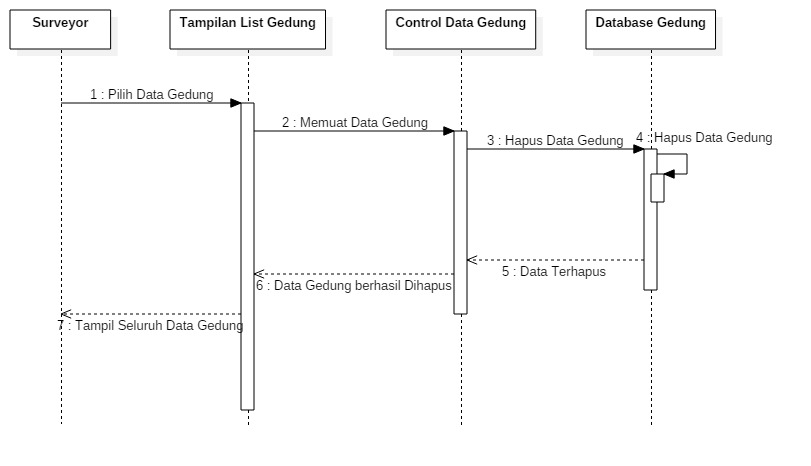 Surveyor
Tampilan List Gedung
Control Data Gedung
Database Gedung
1 : Pilih Data Gedung
2 : Memuat Data Gedung
3 : Hapus Data Gedung
4 : Hapus Data Gedung
5 : Data Terhapus
6 : Data Gedung berhasil Dihapus
7 : Tampil Seluruh Data Gedung